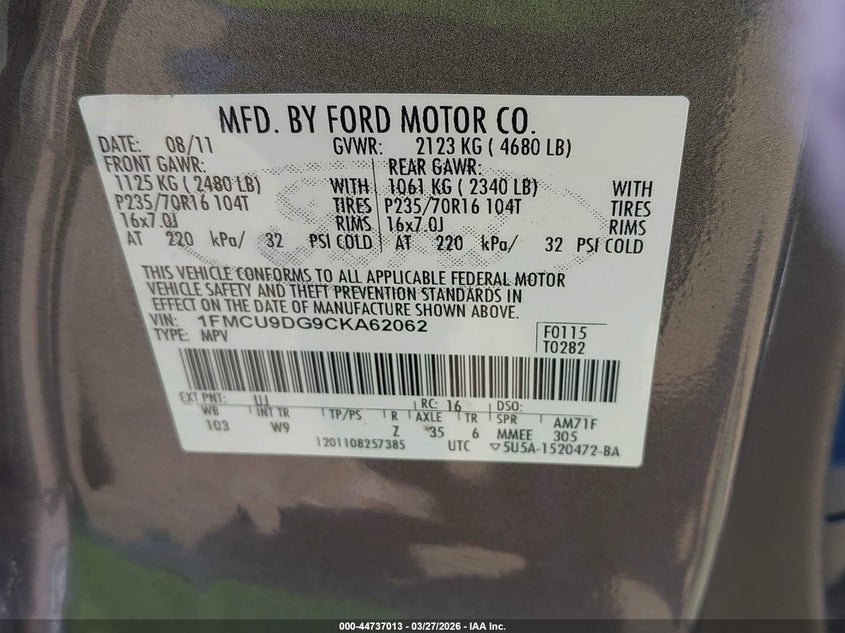 MFD. BY FORD MOTOR CO.
DATE: 08/11 GVWR: 2123 KG ( 4680 LB)
FRONT GAWR: REAR GAWR:
1125 KG ( 2480 LB) WITH 1061 KG ( 2340 LB) WITH
P235/70R16 104T TIRES P235/70R16 104T TIRES
16x7.0J RIMS 16x7.0J RIMS
AT 220 kPa/ 32 PSI COLD AT 220 kPa/ 32 PSI COLD
THIS VEHICLE CONFORMS TO ALL APPLICABLE FEDERAL MOTOR
VEHICLE SAFETY AND THEFT PREVENTION STANDARDS IN
EFFECT ON THE DATE OF MANUFACTURE SHOWN ABOVE.
VIN: 1FMCU9DG9CKA62062
TYPE: MPV
F0115
T0282
EXT PNT: UJ RC: 16 DSO:
WB INT TR TP/PS R AXLE TR SPR AM71F
103 W9 Z 35 6 MMEE 305
1201108257385 UTC ▽5U5A-1520472-BA
000-44737013 — 03/27/2026 — IAA Inc.